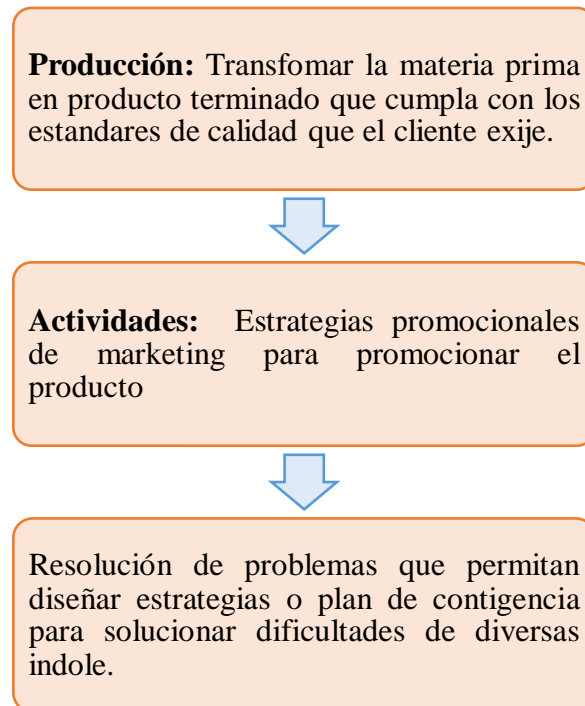 Producción: Transfomar la materia prima
en producto terminado que cumpla con los
estandares de calidad que el cliente exije.
Actividades: Estrategias promocionales
de marketing para promocionar el
producto
Resolución de problemas que permitan
diseñar estrategias o plan de contigencia
para solucionar dificultades de diversas
indole.